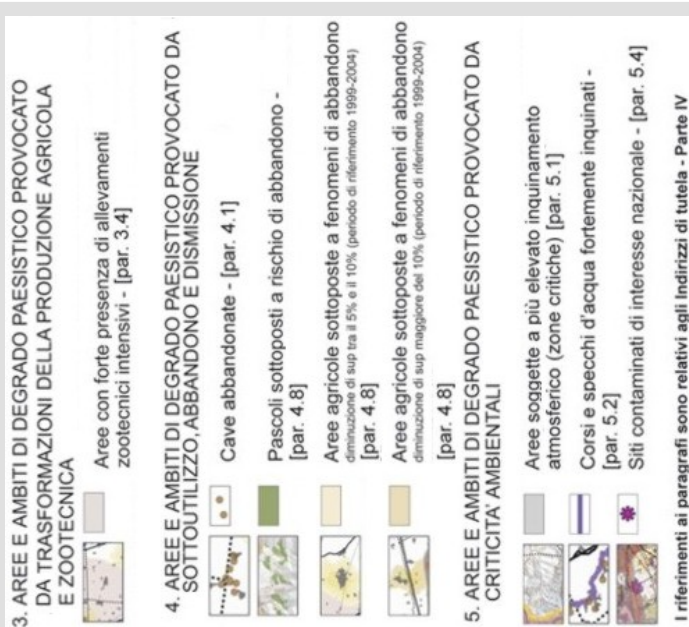 3. AREE E AMBITI DI DEGRADO PAESISTICO PROVOCATO
DA TRASFORMAZIONI DELLA PRODUZIONE AGRICOLA
E ZOOTECNICA
Aree con forte presenza di allevamenti
zootecnici intensivi - [par. 3.4]
4. AREE E AMBITI DI DEGRADO PAESISTICO PROVOCATO DA
SOTTOUTILIZZO, ABBANDONO E DISMISSIONE
Cave abbandonate - [par. 4.1]
Pascoli sottoposti a rischio di abbandono -
[par. 4.8]
Aree agricole sottoposte a fenomeni di abbandono
diminuzione di sup tra il 5% e il 10% (periodo di riferimento 1999-2004)
[par. 4.8]
Aree agricole sottoposte a fenomeni di abbandono
diminuzione di sup maggiore del 10% (periodo di riferimento 1999-2004)
[par. 4.8]
5. AREE E AMBITI DI DEGRADO PAESISTICO PROVOCATO DA
CRITICITA' AMBIENTALI
Aree soggette a più elevato inquinamento
atmosferico (zone critiche) [par. 5.1]
Corsi e specchi d'acqua fortemente inquinati -
[par. 5.2]
Siti contaminati di interesse nazionale - [par. 5.4]
I riferimenti ai paragrafi sono relativi agli Indirizzi di tutela - Parte IV